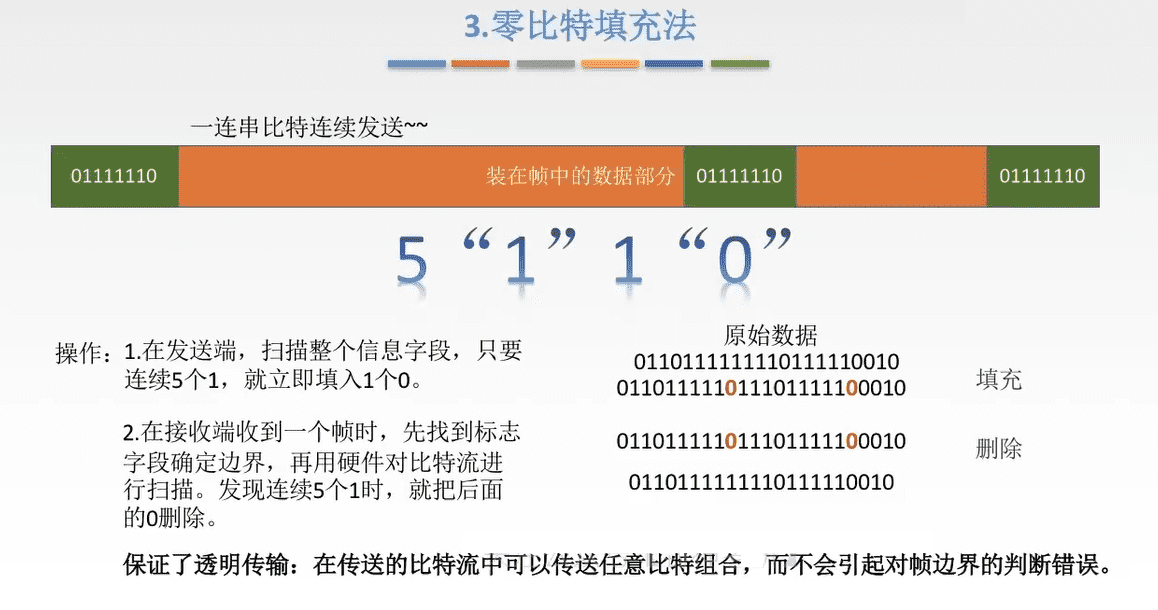 3.零比特填充法
一连串比特连续发送~~
01111110 装在帧中的数据部分 01111110 01111110
5 “1” 1 “0”
操作：1.在发送端，扫描整个信息字段，只要
连续5个1，就立即填入1个0。
2.在接收端收到一个帧时，先找到标志
字段确定边界，再用硬件对比特流进
行扫描。发现连续5个1时，就把后面
的0删除。
原始数据
0110111111110111110010
011011111011101111100010 填充
011011111011101111100010 删除
0110111111110111110010
保证了透明传输：在传送的比特流中可以传送任意比特组合，而不会引起对帧边界的判断错误。